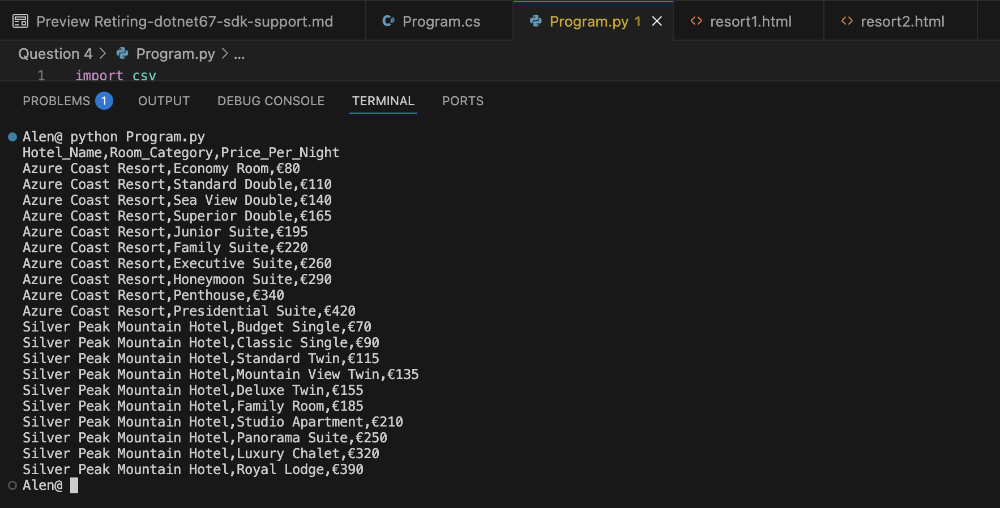 Preview Retiring-dotnet67-sdk-support.md C# Program.cs Program.py 1 <> resort1.html <> resort2.html
Question 4 > Program.py > ...
1 import csv
PROBLEMS 1 OUTPUT DEBUG CONSOLE TERMINAL PORTS
Alen@ python Program.py
Hotel_Name,Room_Category,Price_Per_Night
Azure Coast Resort,Economy Room,€80
Azure Coast Resort,Standard Double,€110
Azure Coast Resort,Sea View Double,€140
Azure Coast Resort,Superior Double,€165
Azure Coast Resort,Junior Suite,€195
Azure Coast Resort,Family Suite,€220
Azure Coast Resort,Executive Suite,€260
Azure Coast Resort,Honeymoon Suite,€290
Azure Coast Resort,Penthouse,€340
Azure Coast Resort,Presidential Suite,€420
Silver Peak Mountain Hotel,Budget Single,€70
Silver Peak Mountain Hotel,Classic Single,€90
Silver Peak Mountain Hotel,Standard Twin,€115
Silver Peak Mountain Hotel,Mountain View Twin,€135
Silver Peak Mountain Hotel,Deluxe Twin,€155
Silver Peak Mountain Hotel,Family Room,€185
Silver Peak Mountain Hotel,Studio Apartment,€210
Silver Peak Mountain Hotel,Panorama Suite,€250
Silver Peak Mountain Hotel,Luxury Chalet,€320
Silver Peak Mountain Hotel,Royal Lodge,€390
Alen@